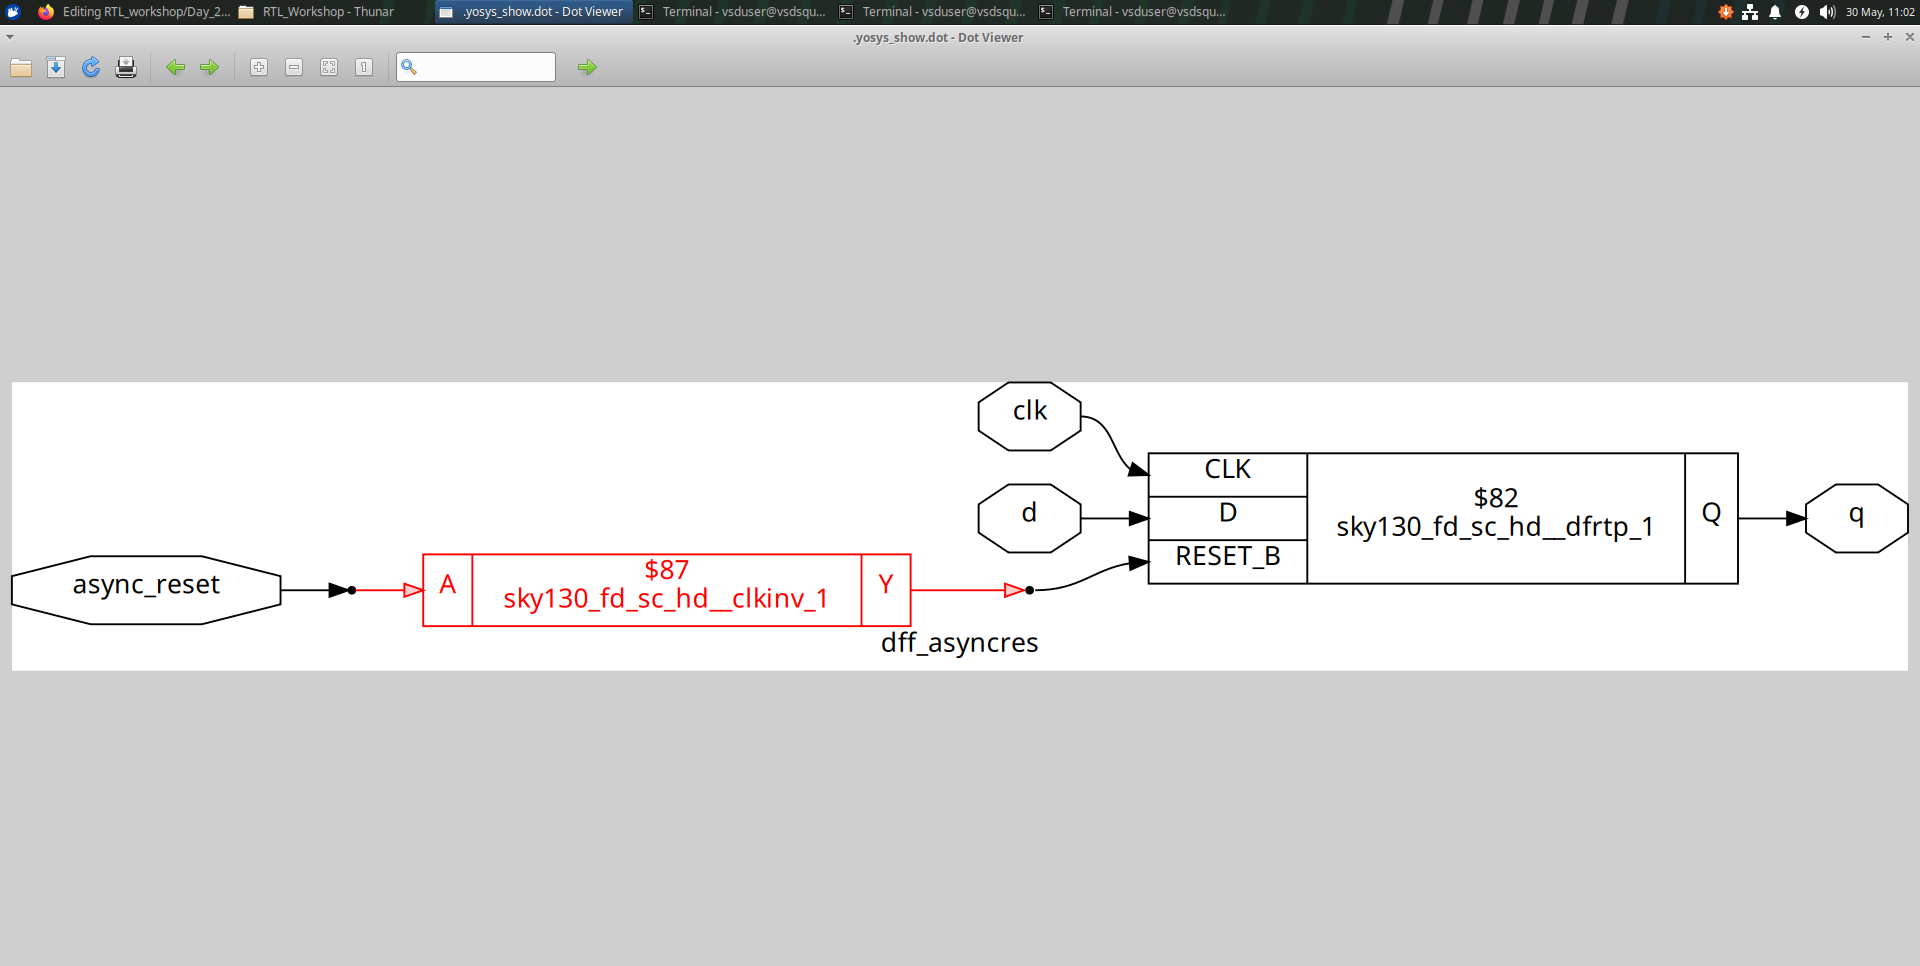 Editing RTL_workshop/Day_2... RTL_Workshop - Thunar .yosys_show.dot - Dot Viewer Terminal - vsduser@vsdsqu... Terminal - vsduser@vsdsqu... Terminal - vsduser@vsdsqu... 30 May, 11:02
.yosys_show.dot - Dot Viewer
clk
CLK
$82
d
D
sky130_fd_sc_hd__dfrtp_1
Q
q
RESET_B
async_reset
A
$87
sky130_fd_sc_hd__clkinv_1
Y
dff_asyncres